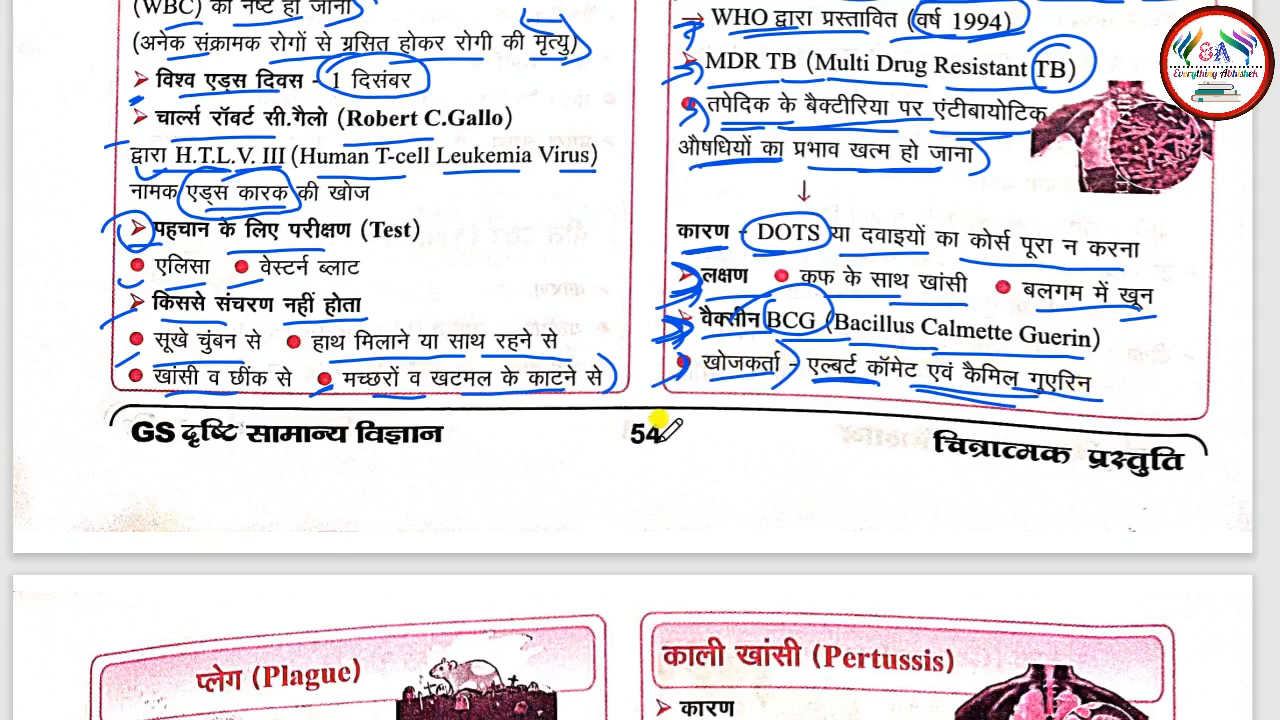 (WBC) का नष्ट हो जाना
(अनेक संक्रामक रोगों से ग्रसित होकर रोगी की मृत्यु)
विश्व एड्स दिवस - 1 दिसंबर
चार्ल्स रॉबर्ट सी.गैलो (Robert C.Gallo)
द्वारा H.T.L.V. III (Human T-cell Leukemia Virus)
नामक एड्स कारक की खोज
पहचान के लिए परीक्षण (Test)
एलिसा वेस्टर्न ब्लाट
किससे संचरण नहीं होता
सूखे चुंबन से हाथ मिलाने या साथ रहने से
खांसी व छींक से मच्छरों व खटमल के काटने से
WHO द्वारा प्रस्तावित (वर्ष 1994)
MDR TB (Multi Drug Resistant TB)
तपेदिक के बैक्टीरिया पर एंटीबायोटिक
औषधियों का प्रभाव खत्म हो जाना
↓
कारण - DOTS या दवाइयों का कोर्स पूरा न करना
लक्षण कफ के साथ खांसी बलगम में खून
वैक्सीन BCG (Bacillus Calmette Guerin)
खोजकर्ता - एल्बर्ट कॉमेट एवं कैमिल गुएरिन
GS दृष्टि सामान्य विज्ञान 54 चित्रात्मक प्रस्तुति
प्लेग (Plague)
काली खांसी (Pertussis)
कारण
&A
Everything Abhishek